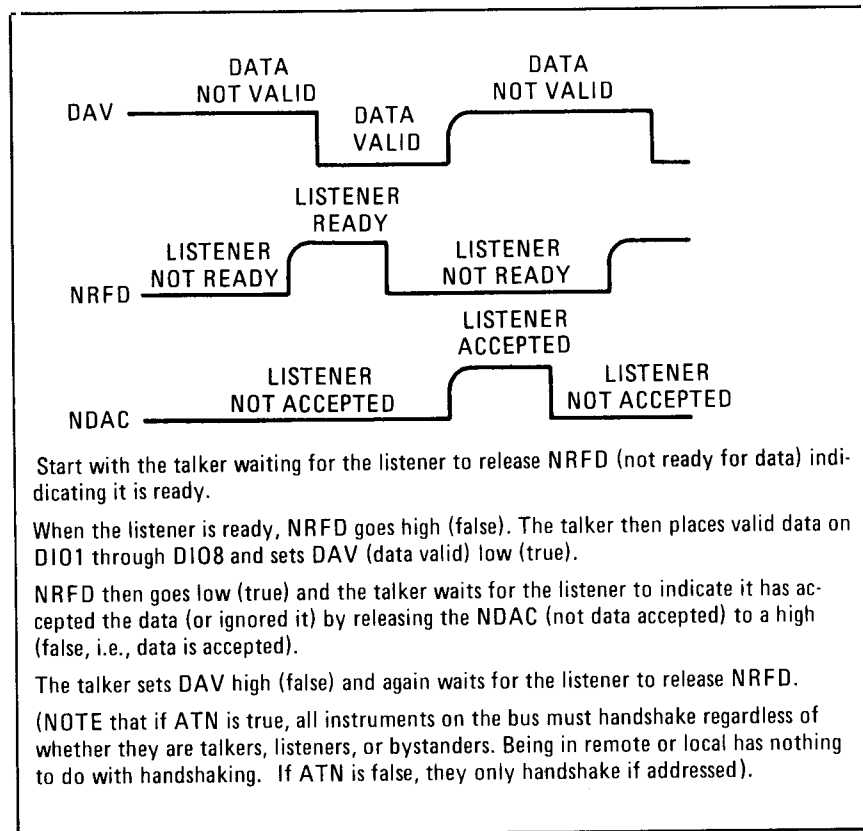 DATA
NOT VALID
DATA
NOT VALID
DAV
DATA
VALID
LISTENER
READY
LISTENER
NOT READY
LISTENER
NOT READY
NRFD
LISTENER
ACCEPTED
LISTENER
NOT ACCEPTED
LISTENER
NOT ACCEPTED
NDAC
Start with the talker waiting for the listener to release NRFD (not ready for data) indi-
dicating it is ready.
When the listener is ready, NRFD goes high (false). The talker then places valid data on
DIO1 through DIO8 and sets DAV (data valid) low (true).
NRFD then goes low (true) and the talker waits for the listener to indicate it has ac-
cepted the data (or ignored it) by releasing the NDAC (not data accepted) to a high
(false, i.e., data is accepted).
The talker sets DAV high (false) and again waits for the listener to release NRFD.
(NOTE that if ATN is true, all instruments on the bus must handshake regardless of
whether they are talkers, listeners, or bystanders. Being in remote or local has nothing
to do with handshaking. If ATN is false, they only handshake if addressed).